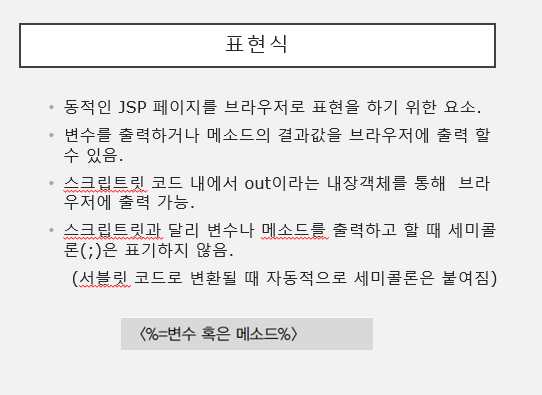 표현식
• 동적인 JSP 페이지를 브라우저로 표현을 하기 위한 요소.
• 변수를 출력하거나 메소드의 결과값을 브라우저에 출력 할
수 있음.
• 스크립트릿 코드 내에서 out이라는 내장객체를 통해  브라
우저에 출력 가능.
• 스크립트릿과 달리 변수나 메소드를 출력하고 할 때 세미콜
론(;)은 표기하지 않음.
(서블릿 코드로 변환될 때 자동적으로 세미콜론은 붙여짐)
<%=변수 혹은 메소드%>